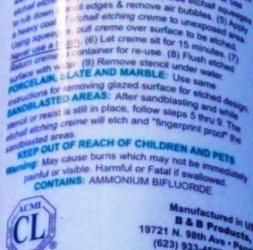 edges & remove air bubbles. (5) Apply
a heavy coat etching creme to unexposed area
Using squeegee, pull creme over surface to be etched.
(6) Let creme sit for 15 minutes. (7)
Return creme container for re-use. (8) Flush etched
(9) Remove stencil under water
PORCELAIN, SLATE AND MARBLE: Use same
instructions for removing glazed surface for etched design.
SANDBLASTED AREAS: After sandblasting and while
stencil or resist is still in place, follow steps 5 thru 9. The
etchall etching creme will etch and "fingerprint proof" the
sandblasted areas.
KEEP OUT OF REACH OF CHILDREN AND PETS
Warning: May cause burns which may not be immediately
painful or visible. Harmful or Fatal if swallowed.
CONTAINS: AMMONIUM BIFLUORIDE
ACMI
CL
Manufactured in
B & B Products,
19721 N. 98th Ave •
(623) 933-